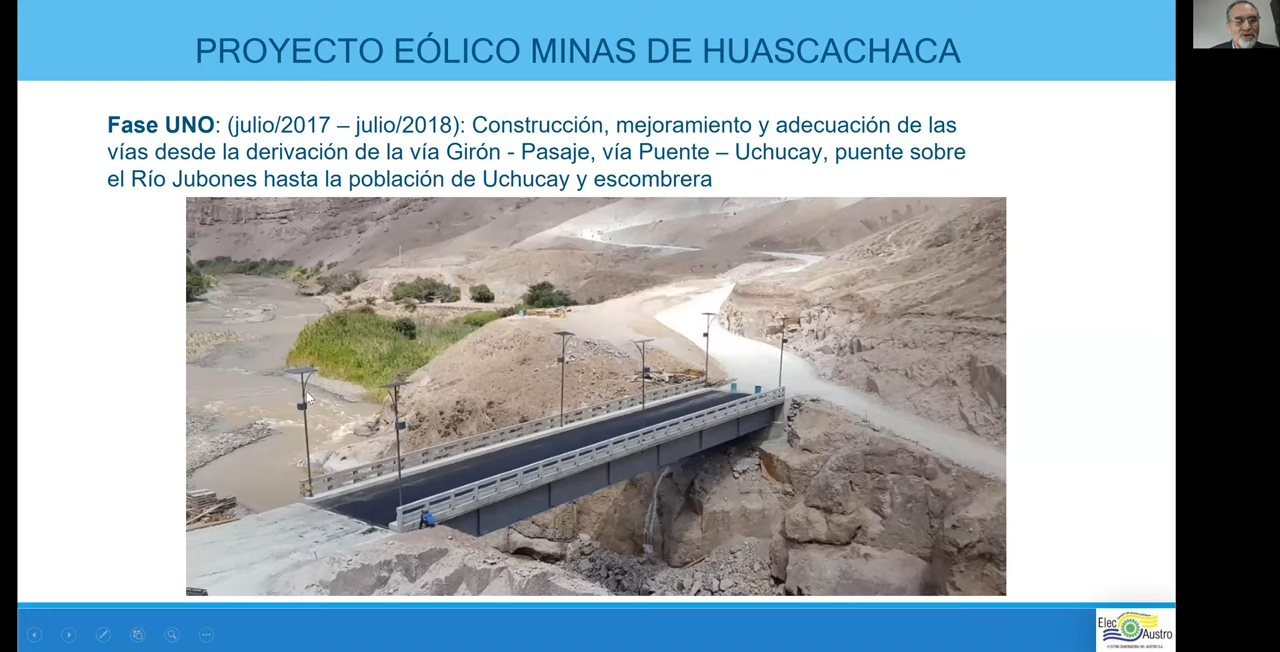 PROYECTO EÓLICO MINAS DE HUASCACHACA
Fase UNO: (julio/2017 – julio/2018): Construcción, mejoramiento y adecuación de las
vías desde la derivación de la vía Girón - Pasaje, vía Puente – Uchucay, puente sobre
el Río Jubones hasta la población de Uchucay y escombrera
Elec
Austro